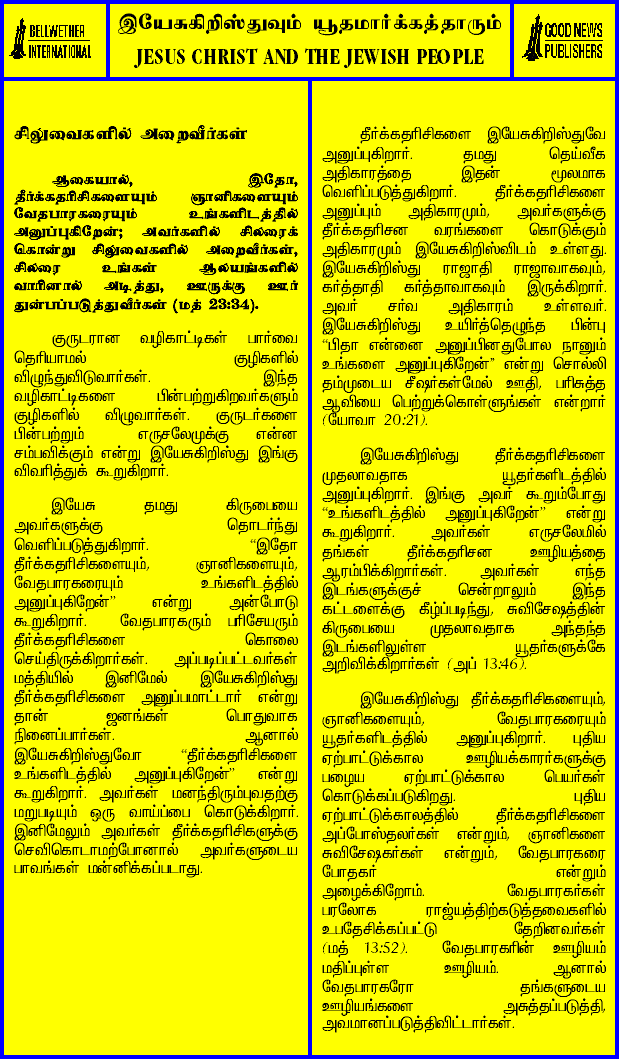 BELLWETHER
INTERNATIONAL
இயேசுகிறிஸ்துவும் யூதமார்க்கத்தாரும்
JESUS CHRIST AND THE JEWISH PEOPLE
GOOD NEWS
PUBLISHERS
சிலுவைகளில் அறைவீர்கள்
ஆகையால், இதோ,
தீர்க்கதரிசிகளையும் ஞானிகளையும்
வேதபாரகரையும் உங்களிடத்தில்
அனுப்புகிறேன்; அவர்களில் சிலரைக்
கொன்று சிலுவைகளில் அறைவீர்கள்,
சிலரை உங்கள் ஆலயங்களில்
வாரினால் அடித்து, ஊருக்கு ஊர்
துன்பப்படுத்துவீர்கள் (மத் 23:34).
குருடரான வழிகாட்டிகள் பார்வை
தெரியாமல் குழிகளில்
விழுந்துவிடுவார்கள். இந்த
வழிகாட்டிகளை பின்பற்றுகிறவர்களும்
குழிகளில் விழுவார்கள். குருடர்களை
பின்பற்றும் எருசலேமுக்கு என்ன
சம்பவிக்கும் என்று இயேசுகிறிஸ்து இங்கு
விவரித்துக் கூறுகிறார்.
இயேசு தமது கிருபையை
அவர்களுக்கு தொடர்ந்து
வெளிப்படுத்துகிறார். “இதோ
தீர்க்கதரிசிகளையும், ஞானிகளையும்,
வேதபாரகரையும் உங்களிடத்தில்
அனுப்புகிறேன்” என்று அன்போடு
கூறுகிறார். வேதபாரகரும் பரிசேயரும்
தீர்க்கதரிசிகளை கொலை
செய்திருக்கிறார்கள். அப்படிப்பட்டவர்கள்
மத்தியில் இனிமேல் இயேசுகிறிஸ்து
தீர்க்கதரிசிகளை அனுப்பமாட்டார் என்று
தான் ஜனங்கள் பொதுவாக
நினைப்பார்கள். ஆனால்
இயேசுகிறிஸ்துவோ “தீர்க்கதரிசிகளை
உங்களிடத்தில் அனுப்புகிறேன்” என்று
கூறுகிறார். அவர்கள் மனந்திரும்புவதற்கு
மறுபடியும் ஒரு வாய்ப்பை கொடுக்கிறார்.
இனிமேலும் அவர்கள் தீர்க்கதரிசிகளுக்கு
செவிகொடாமற்போனால் அவர்களுடைய
பாவங்கள் மன்னிக்கப்படாது.
தீர்க்கதரிசிகளை இயேசுகிறிஸ்துவே
அனுப்புகிறார். தமது தெய்வீக
அதிகாரத்தை இதன் மூலமாக
வெளிப்படுத்துகிறார். தீர்க்கதரிசிகளை
அனுப்பும் அதிகாரமும், அவர்களுக்கு
தீர்க்கதரிசன வரங்களை கொடுக்கும்
அதிகாரமும் இயேசுகிறிஸ்விடம் உள்ளது.
இயேசுகிறிஸ்து ராஜாதி ராஜாவாகவும்,
கர்த்தாதி கர்த்தாவாகவும் இருக்கிறார்.
அவர் சர்வ அதிகாரம் உள்ளவர்.
இயேசுகிறிஸ்து உயிர்த்தெழுந்த பின்பு
“பிதா என்னை அனுப்பினதுபோல நானும்
உங்களை அனுப்புகிறேன்” என்று சொல்லி
தம்முடைய சீஷர்கள்மேல் ஊதி, பரிசுத்த
ஆவியை பெற்றுக்கொள்ளுங்கள் என்றார்
(யோவா 20:21).
இயேசுகிறிஸ்து தீர்க்கதரிசிகளை
முதலாவதாக யூதர்களிடத்தில்
அனுப்புகிறார். இங்கு அவர் கூறும்போது
“உங்களிடத்தில் அனுப்புகிறேன்” என்று
கூறுகிறார். அவர்கள் எருசலேமில்
தங்கள் தீர்க்கதரிசன ஊழியத்தை
ஆரம்பிக்கிறார்கள். அவர்கள் எந்த
இடங்களுக்குச் சென்றாலும் இந்த
கட்டளைக்கு கீழ்ப்படிந்து, சுவிசேஷத்தின்
கிருபையை முதலாவதாக அந்தந்த
இடங்களிலுள்ள யூதர்களுக்கே
அறிவிக்கிறார்கள் (அப் 13:46).
இயேசுகிறிஸ்து தீர்க்கதரிசிகளையும்,
ஞானிகளையும், வேதபாரகரையும்
யூதர்களிடத்தில் அனுப்புகிறார். புதிய
ஏற்பாட்டுக்கால ஊழியக்காரர்களுக்கு
பழைய ஏற்பாட்டுக்கால பெயர்கள்
கொடுக்கப்படுகிறது. புதிய
ஏற்பாட்டுக்காலத்தில் தீர்க்கதரிசிகளை
அப்போஸ்தலர்கள் என்றும், ஞானிகளை
சுவிசேஷகர்கள் என்றும், வேதபாரகரை
போதகர் என்றும்
அழைக்கிறோம். வேதபாரகர்கள்
பரலோக ராஜ்யத்திற்கடுத்தவைகளில்
உபதேசிக்கப்பட்டு தேறினவர்கள்
(மத் 13:52). வேதபாரகரின் ஊழியம்
மதிப்புள்ள ஊழியம். ஆனால்
வேதபாரகரோ தங்களுடைய
ஊழியங்களை அசுத்தப்படுத்தி,
அவமானப்படுத்திவிட்டார்கள்.